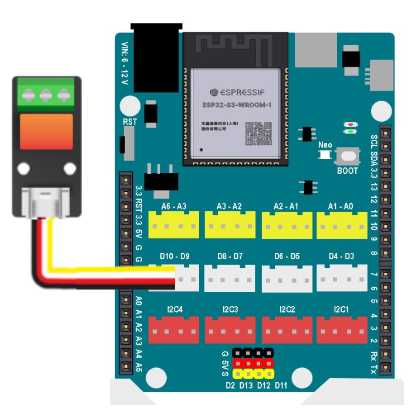 VIN: 6 - 12 V
ESPRESSIF
ESP32-S3-WROOM-1
RST
Neo
BOOT
SCL
SDA
3.3
13
12
11
10
9
8
7
6
5
4
3
2
Rx
Tx
3.3
RST
3.3
5V
G
G
A0
A1
A2
A3
A4
A5
A6 - A3
A3 - A2
A2 - A1
A1 - A0
D10 - D9
D8 - D7
D6 - D5
D4 - D3
I2C4
I2C3
I2C2
I2C1
G
5V
S
D2
D13
D12
D11